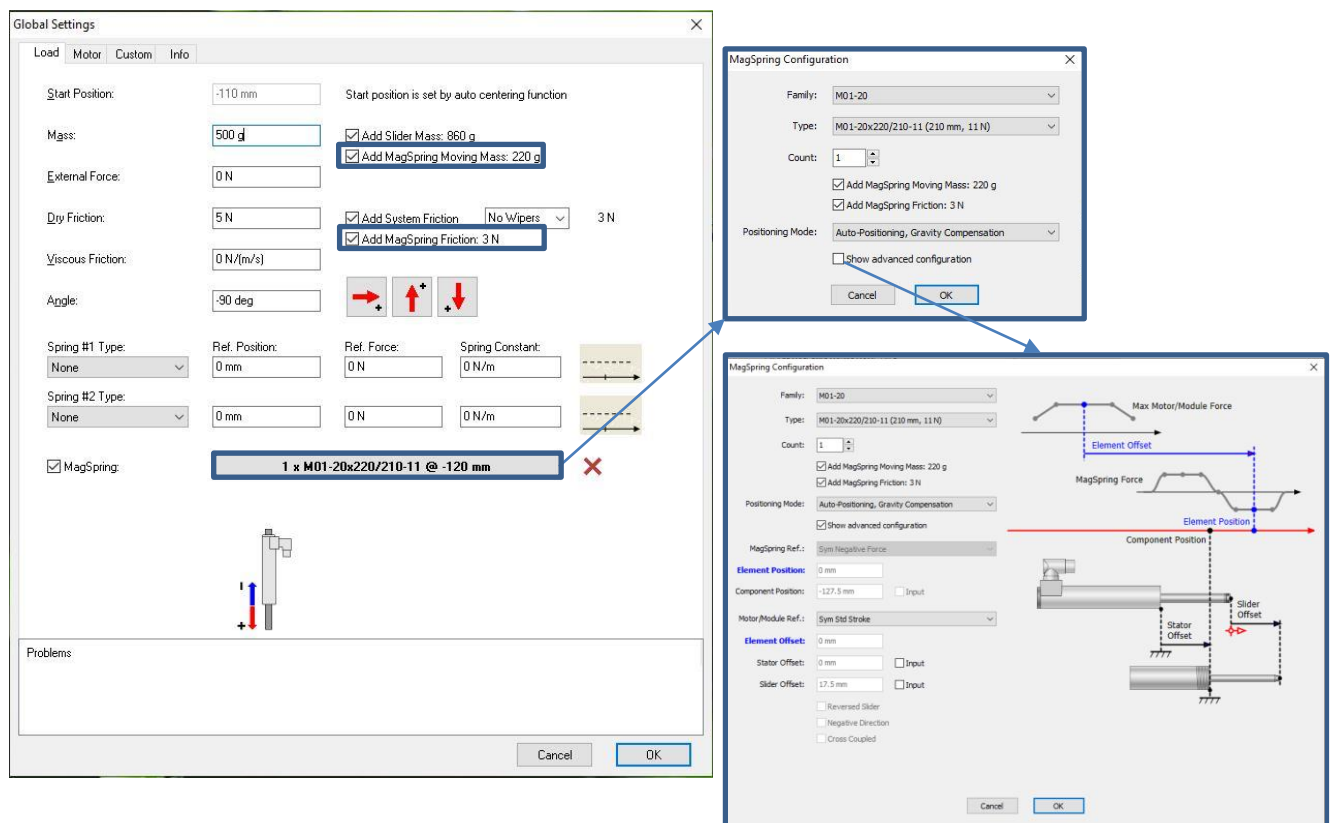 Global Settings
Load Motor Custom Info
Start Position: -110 mm Start position is set by auto centering function
Mass: 500 g Add Slider Mass: 860 g
Add MagSpring Moving Mass: 220 g
External Force: 0 N
Dry Friction: 5 N Add System Friction No Wipers 3 N
Add MagSpring Friction: 3 N
Viscous Friction: 0 N/(m/s)
Angle: -90 deg
Spring #1 Type: Ref. Position: Ref. Force: Spring Constant:
None 0 mm 0 N 0 N/m
Spring #2 Type:
None 0 mm 0 N 0 N/m
MagSpring: 1 x M01-20x220/210-11 @ -120 mm
Problems
Cancel OK
MagSpring Configuration
Family: M01-20
Type: M01-20x220/210-11 (210 mm, 11 N)
Count: 1
Add MagSpring Moving Mass: 220 g
Add MagSpring Friction: 3 N
Positioning Mode: Auto-Positioning, Gravity Compensation
Show advanced configuration
Cancel OK
MagSpring Configuration
Family: M01-20
Type: M01-20x220/210-11 (210 mm, 11 N)
Count: 1
Add MagSpring Moving Mass: 220 g
Add MagSpring Friction: 3 N
Positioning Mode: Auto-Positioning, Gravity Compensation
Show advanced configuration
MagSpring Ref.: Sym Negative Force
Element Position: 0 mm
Component Position: -127.5 mm Input
Motor/Module Ref.: Sym Std Stroke
Element Offset: 0 mm
Stator Offset: 0 mm Input
Slider Offset: 17.5 mm Input
Reversed Slider
Negative Direction
Cross Coupled
Max Motor/Module Force
Element Offset
MagSpring Force
Element Position
Component Position
Slider
Offset
Stator
Offset
Cancel OK